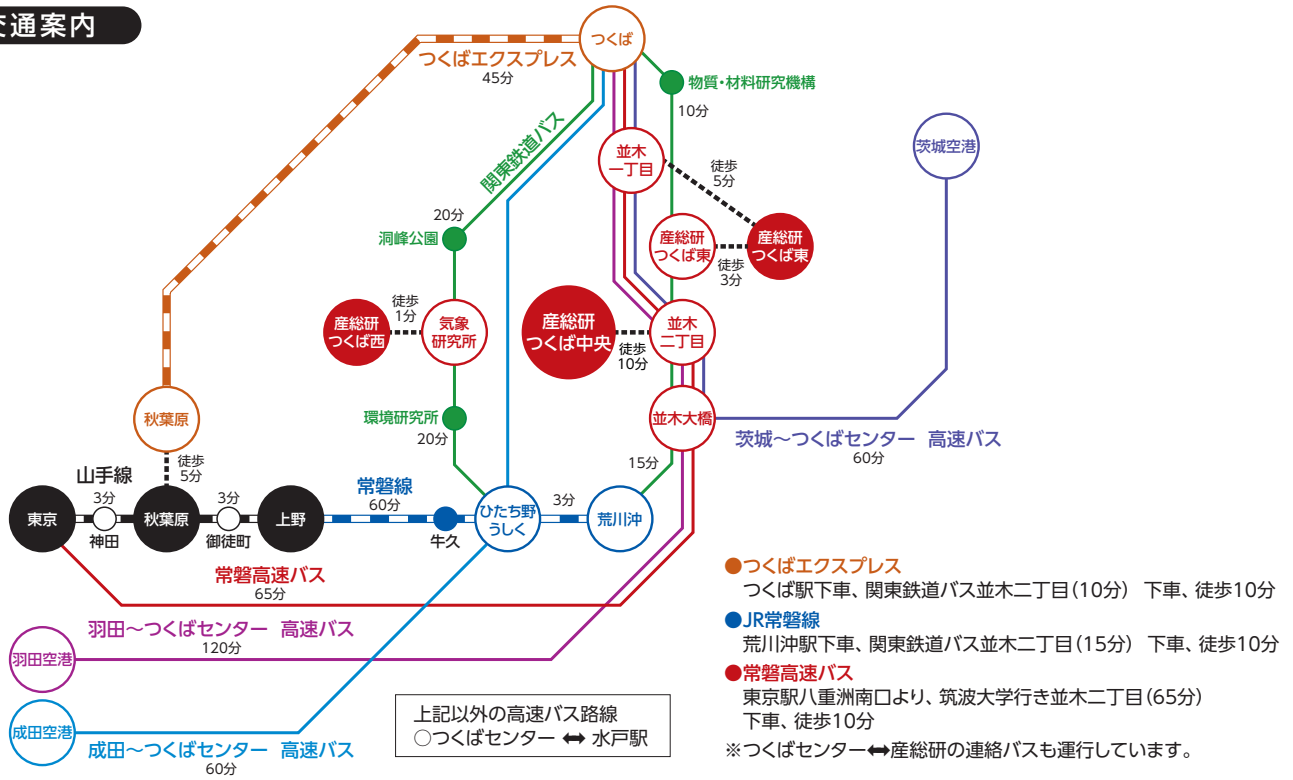 交通案内
つくば
つくばエクスプレス
45分
物質・材料研究機構
10分
関東鉄道バス
並木
一丁目
徒歩
5分
茨城空港
20分
洞峰公園
産総研
つくば東
徒歩
3分
産総研
つくば東
産総研
つくば西
徒歩
1分
気象
研究所
産総研
つくば中央
徒歩
10分
並木
二丁目
秋葉原
環境研究所
20分
並木大橋
茨城~つくばセンター 高速バス
60分
徒歩
5分
15分
山手線
3分
3分
常磐線
60分
3分
東京
神田
秋葉原
御徒町
上野
牛久
ひたち野
うしく
荒川沖
常磐高速バス
65分
羽田~つくばセンター 高速バス
120分
羽田空港
成田空港
成田~つくばセンター 高速バス
60分
上記以外の高速バス路線
○つくばセンター ⬌ 水戸駅
●つくばエクスプレス
つくば駅下車、関東鉄道バス並木二丁目(10分) 下車、徒歩10分
●JR常磐線
荒川沖駅下車、関東鉄道バス並木二丁目(15分) 下車、徒歩10分
●常磐高速バス
東京駅八重洲南口より、筑波大学行き並木二丁目(65分)
下車、徒歩10分
※つくばセンター⬌産総研の連絡バスも運行しています。